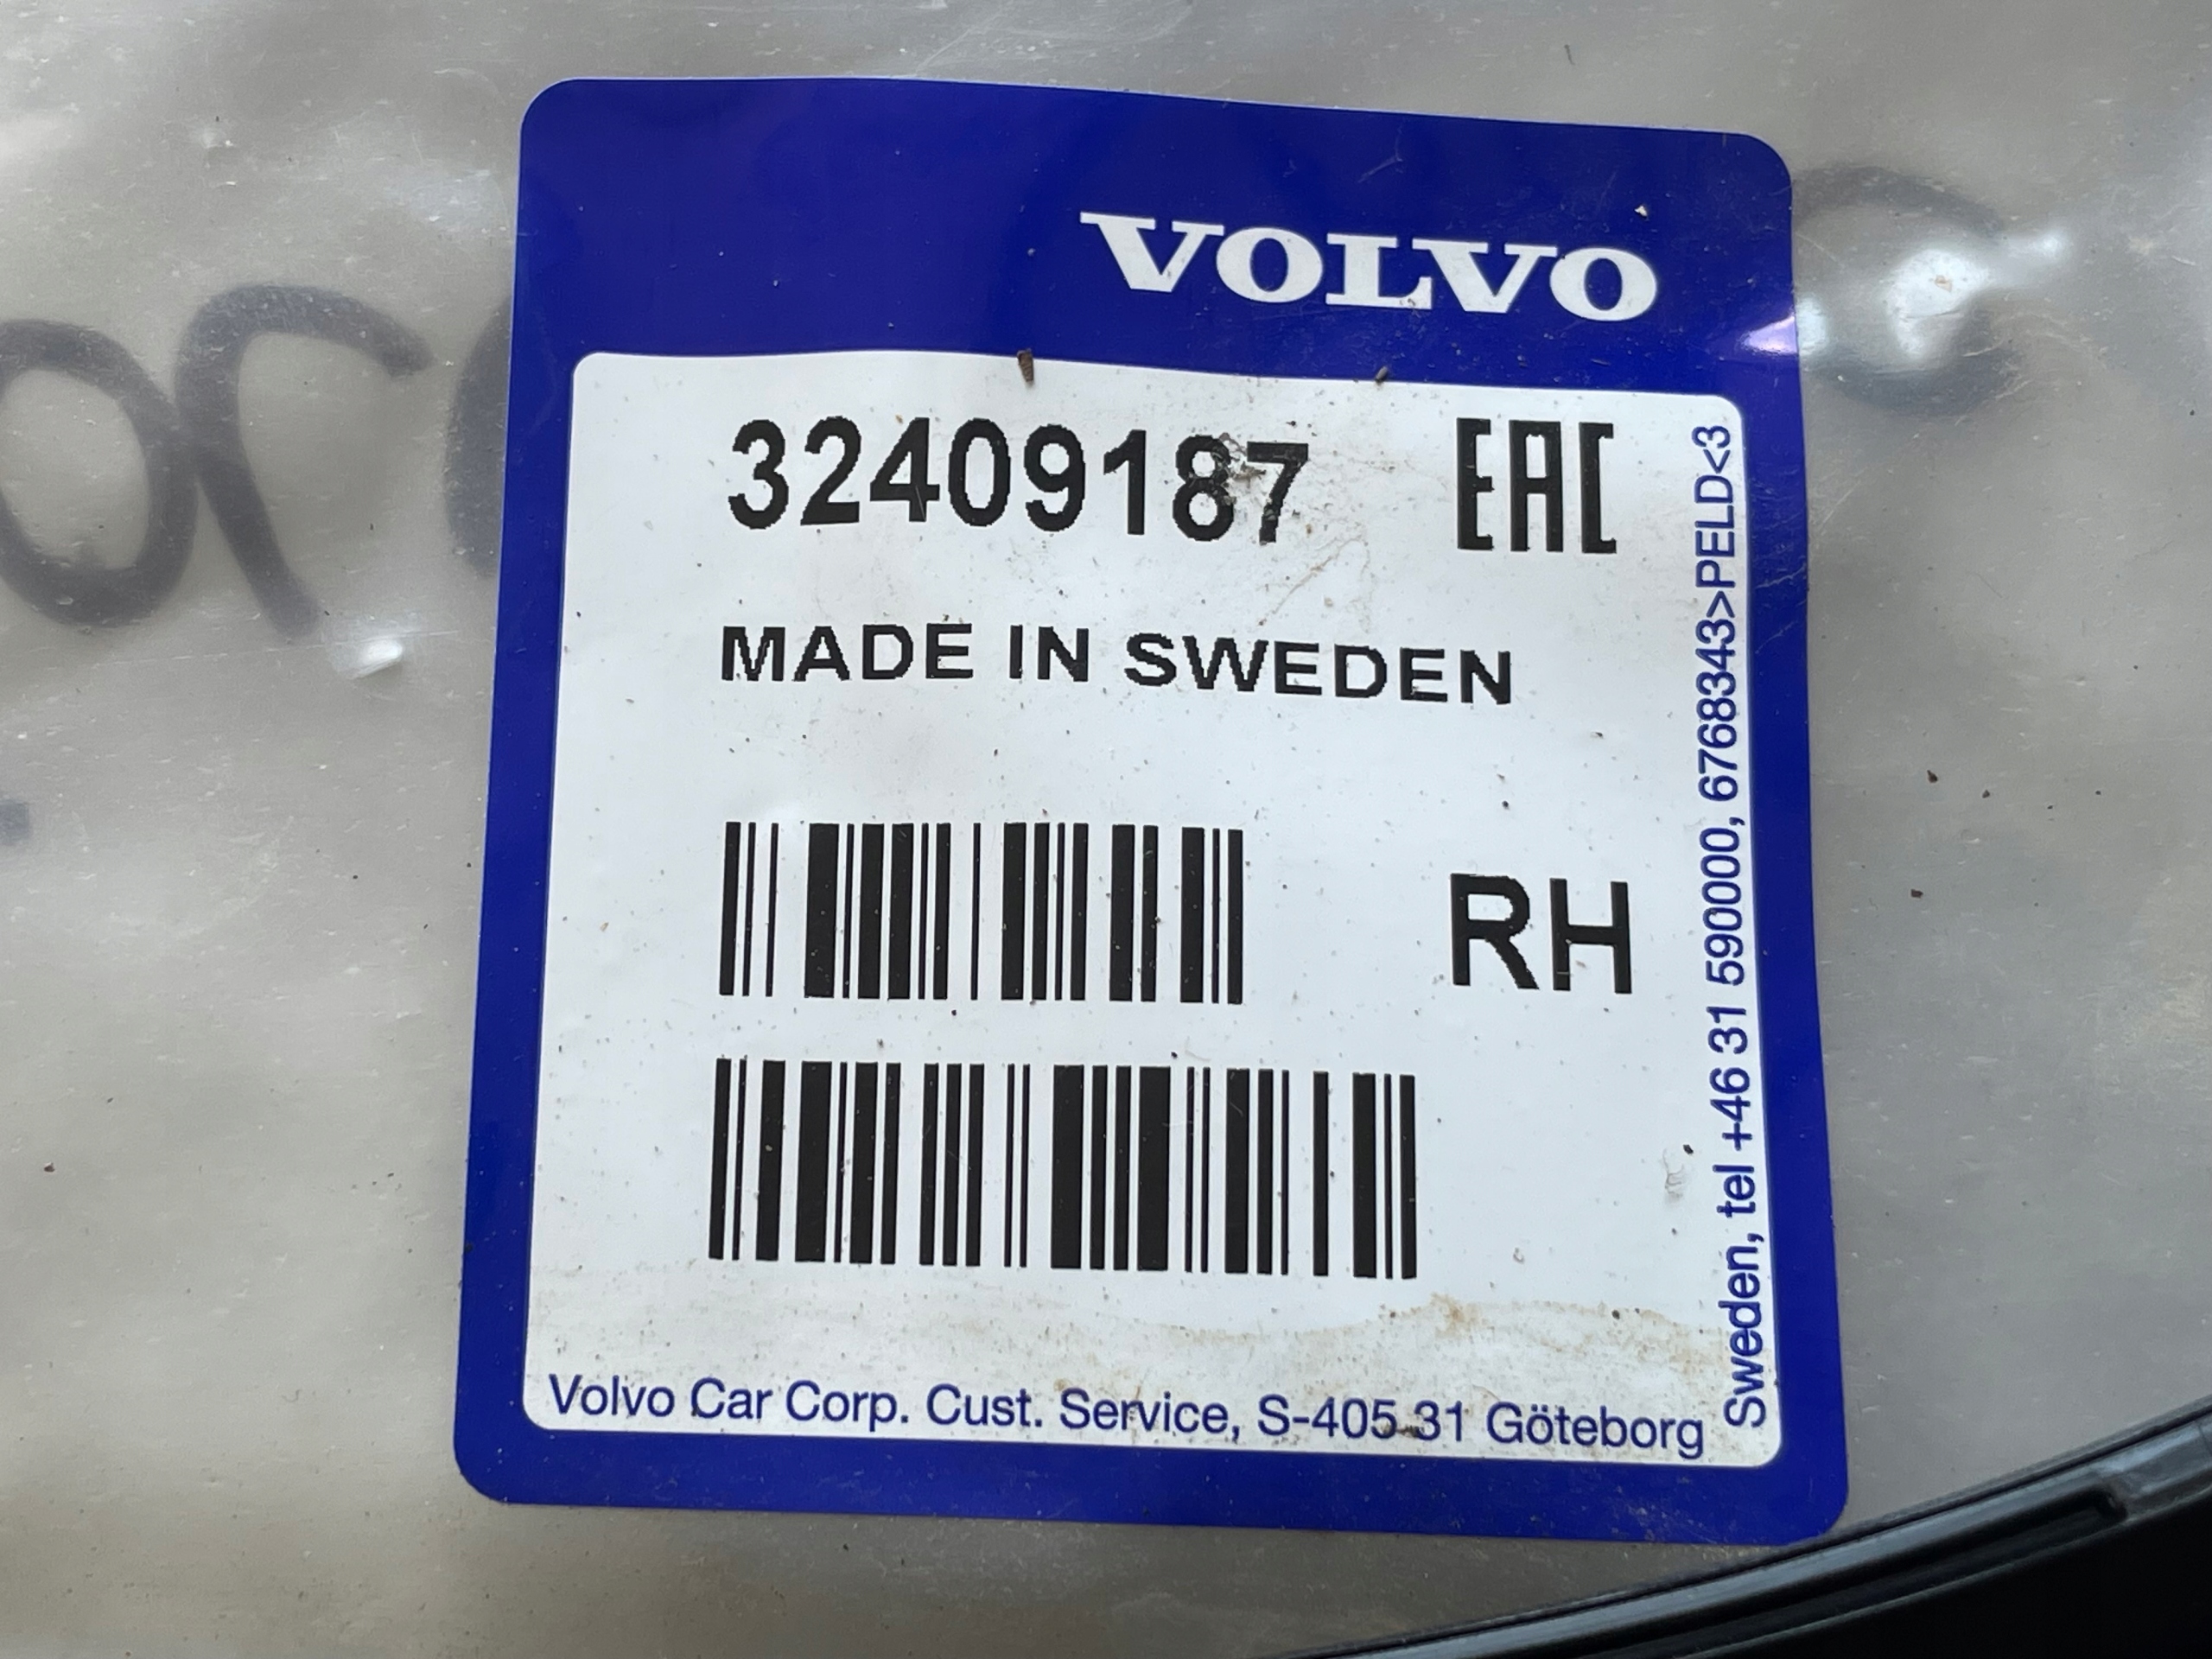 VOLVO
32409187 EAC
MADE IN SWEDEN
RH
Volvo Car Corp. Cust. Service, S-405 31 Göteborg
Sweden, tel +46 31 590000, 6768343>PELD<3